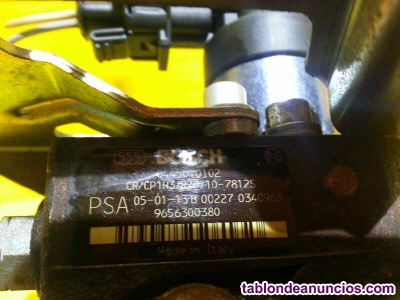 BOSCH
0445010102
CR/CP1H3/R70/10-7812S
PSA 05-01-13B 00227 0340965
9656300380
Made in Italy
tablondeanuncios.com